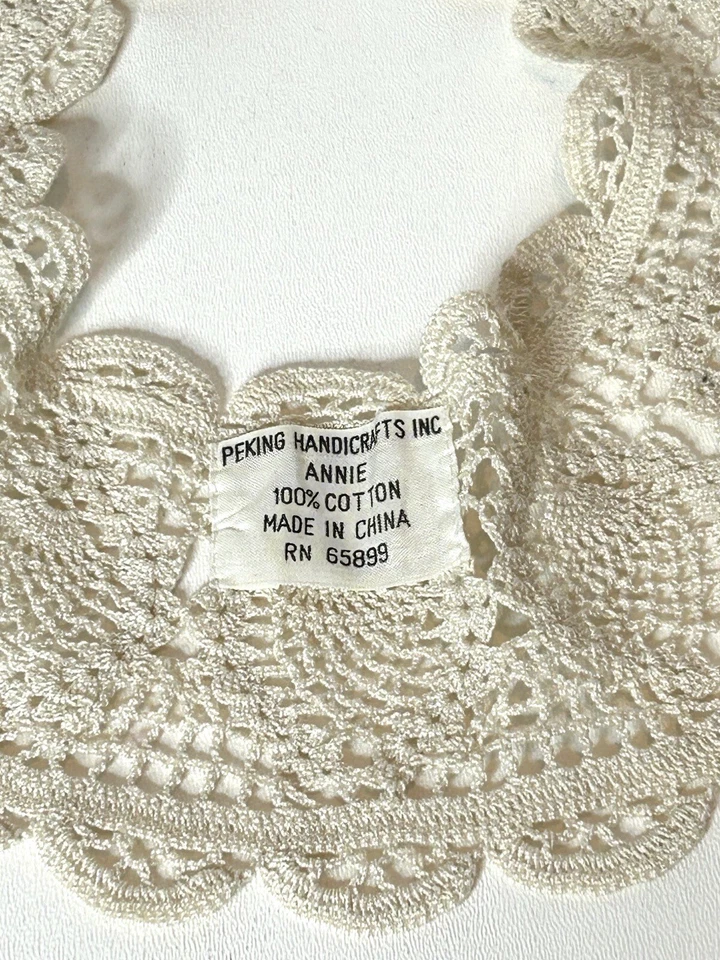 PEKING HANDICRAFTS INC
ANNIE
100% COTTON
MADE IN CHINA
RN 65899